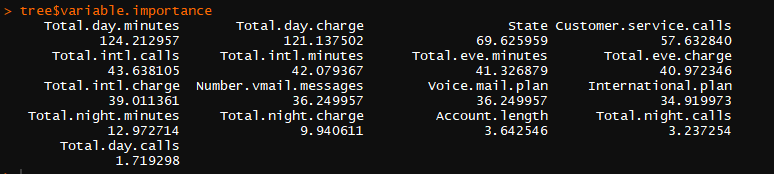 > tree$variable.importance
Total.day.minutes Total.day.charge State Customer.service.calls
124.212957 121.137502 69.625959 57.632840
Total.intl.calls Total.intl.minutes Total.eve.minutes Total.eve.charge
43.638105 42.079367 41.326879 40.972346
Total.intl.charge Number.vmail.messages Voice.mail.plan International.plan
39.011361 36.249957 36.249957 34.919973
Total.night.minutes Total.night.charge Account.length Total.night.calls
12.972714 9.940611 3.642546 3.237254
Total.day.calls
1.719298